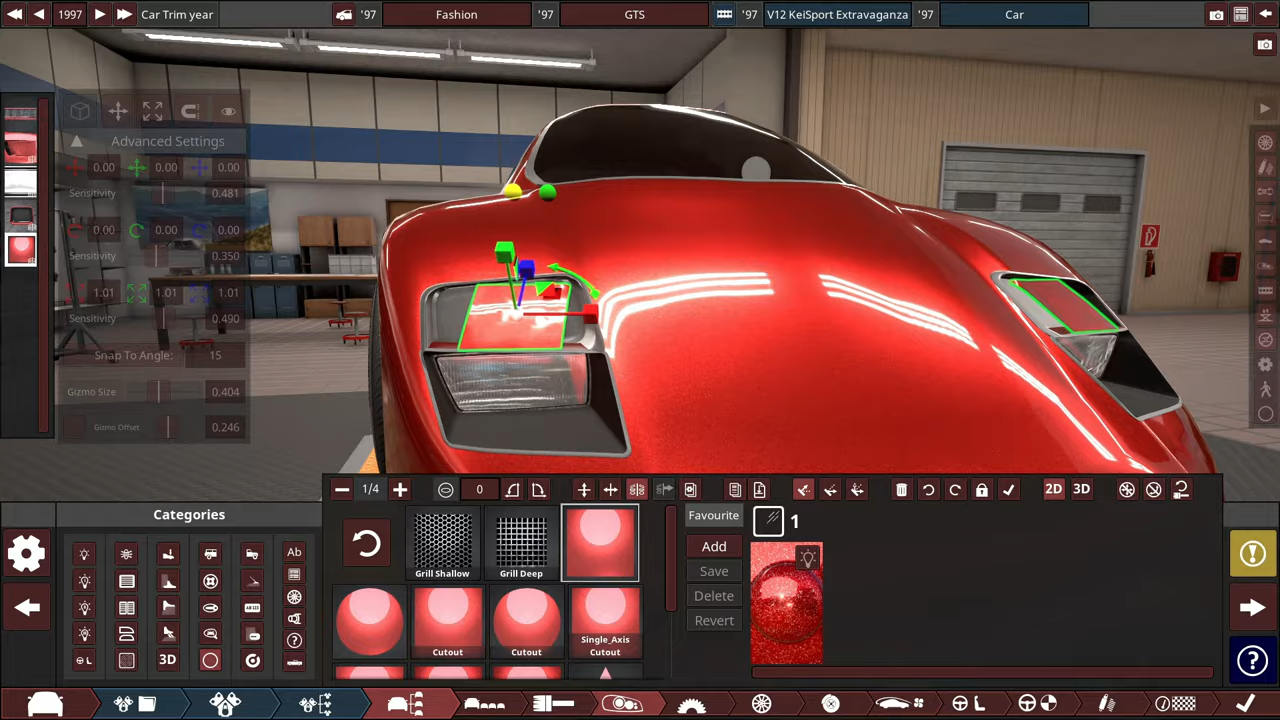 1997 Car Trim year '97 Fashion '97 GTS '97 V12 KeiSport Extravaganza '97 Car
Advanced Settings
0.00 0.00 0.00
Sensitivity 0.481
0.00 0.00 0.00
Sensitivity 0.350
1.01 1.01 1.01
Sensitivity 0.490
Snap To Angle: 15
Gizmo Size 0.404
Gizmo Offset 0.246
1/4 0 2D 3D
Categories
Ab
L
3D
Grill Shallow
Grill Deep
Cutout
Cutout
Single_Axis
Cutout
Favourite
1
Add
Save
Delete
Revert